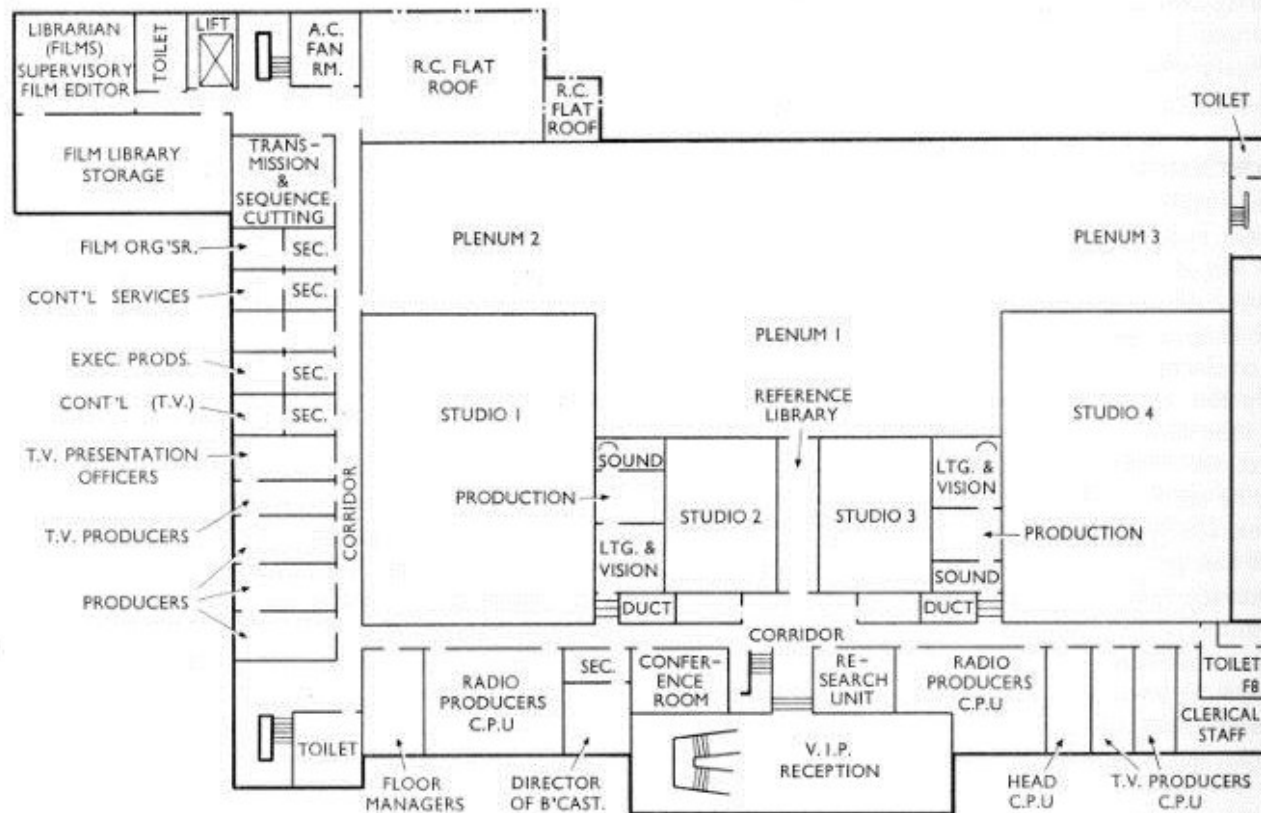 LIBRARIAN
(FILMS)
SUPERVISORY
FILM EDITOR
TOILET
LIFT
A.C.
FAN
RM.
R.C. FLAT
ROOF
R.C.
FLAT
ROOF
TOILET
FILM LIBRARY
STORAGE
TRANS-
MISSION
&
SEQUENCE
CUTTING
PLENUM 2
PLENUM 3
FILM ORG'SR.
SEC.
CONT'L SERVICES
SEC.
PLENUM 1
EXEC. PRODS.
SEC.
REFERENCE
LIBRARY
CONT'L (T.V.)
SEC.
STUDIO 1
STUDIO 4
T.V. PRESENTATION
OFFICERS
CORRIDOR
SOUND
LTG. &
VISION
PRODUCTION
STUDIO 2
STUDIO 3
T.V. PRODUCERS
PRODUCTION
LTG. &
VISION
SOUND
PRODUCERS
DUCT
DUCT
CORRIDOR
RADIO
PRODUCERS
C.P.U
SEC.
CONFER-
ENCE
ROOM
RE-
SEARCH
UNIT
RADIO
PRODUCERS
C.P.U
TOILET
F8
CLERICAL
STAFF
TOILET
V.I.P.
RECEPTION
FLOOR
MANAGERS
DIRECTOR
OF B'CAST.
HEAD
C.P.U
T.V. PRODUCERS
C.P.U